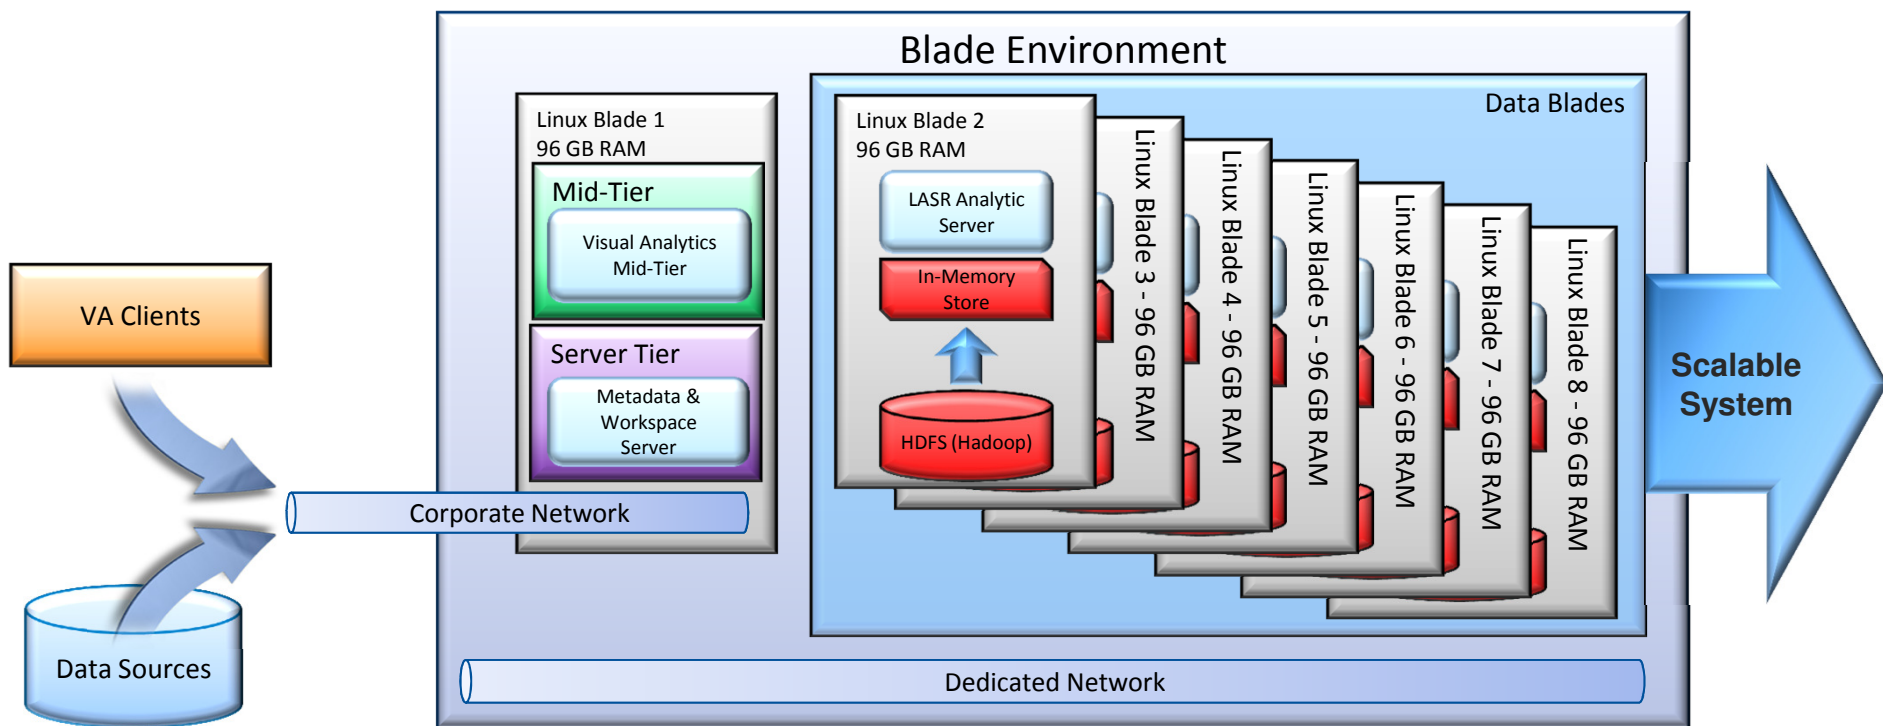 Blade Environment
Data Blades
Linux Blade 1
96 GB RAM
Mid-Tier
Visual Analytics
Mid-Tier
Server Tier
Metadata &
Workspace
Server
Linux Blade 2
96 GB RAM
LASR Analytic
Server
In-Memory
Store
HDFS (Hadoop)
Linux Blade 3 - 96 GB RAM
Linux Blade 4 - 96 GB RAM
Linux Blade 5 - 96 GB RAM
Linux Blade 6 - 96 GB RAM
Linux Blade 7 - 96 GB RAM
Linux Blade 8 - 96 GB RAM
Scalable
System
VA Clients
Corporate Network
Data Sources
Dedicated Network